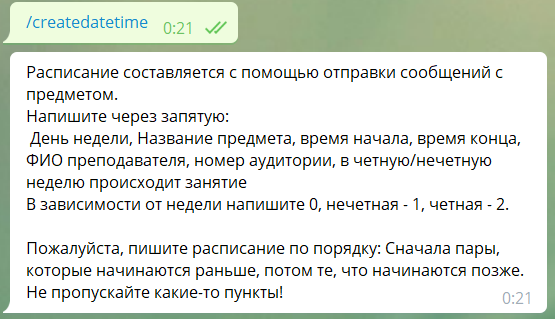 /createdatetime 0:21
Расписание составляется с помощью отправки сообщений с
предметом.
Напишите через запятую:
День недели, Название предмета, время начала, время конца,
ФИО преподавателя, номер аудитории, в четную/нечетную
неделю происходит занятие
В зависимости от недели напишите 0, нечетная - 1, четная - 2.
Пожалуйста, пишите расписание по порядку: Сначала пары,
которые начинаются раньше, потом те, что начинаются позже.
Не пропускайте какие-то пункты! 0:21